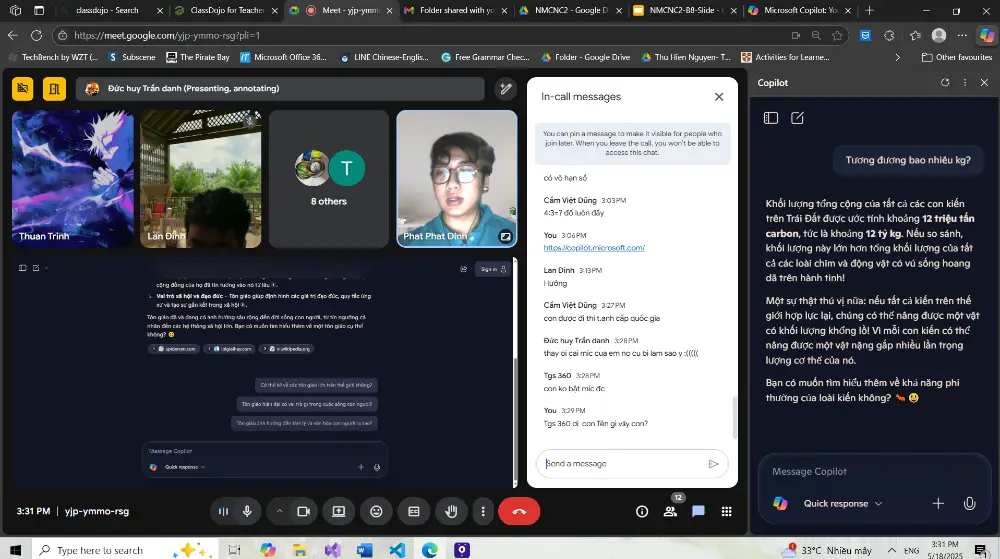 classdojo - Search
ClassDojo for Teacher
Meet - yjp-ymmo-
Folder shared with yo
NMCNC2 - Google D
NMCNC2-B8-Slide - G
Microsoft Copilot: You
https://meet.google.com/yjp-ymmo-rsg?pli=1
TechBench by WZT (...
Subscene
The Pirate Bay
Microsoft Office 36...
LINE Chinese-Englis...
Free Grammar Chec...
Folder - Google Drive
Thu Hien Nguyen- T...
Activities for Learne...
Other favourites
Đức huy Trần danh (Presenting, annotating)
Thuan Trinh
Lan Dinh
T
8 others
Phat Phat Dinh
Sign in
cộng đồng của họ đã tin tưởng vào nó từ lâu
Vai trò xã hội và đạo đức – Tôn giáo giúp định hình các giá trị đạo đức, quy tắc ứng
xử và tạo sự gắn kết trong xã hội
Tôn giáo đã và đang có ảnh hưởng sâu rộng đến đời sống con người, từ tín ngưỡng cá
nhân đến các hệ thống xã hội lớn. Bạn có muốn tìm hiểu thêm về một tôn giáo cụ thể
không? 😊
spiderum.com
vi.wikipedia.org
Có thể kể về các tôn giáo lớn trên thế giới không?
Tôn giáo hiện đại có vai trò gì trong cuộc sống con người?
Tôn giáo ảnh hưởng đến tâm lý và văn hóa con người ra sao?
Message Copilot
Quick response
In-call messages
You can pin a message to make it visible for people who
join later. When you leave the call, you won't be able to
access this chat.
có vô hạn số
Cầm Việt Dũng 3:03 PM
4:3=? đố luôn đấy
You 3:06 PM
https://copilot.microsoft.com/
Lan Dinh 3:13 PM
Hường
Cầm Việt Dũng 3:27 PM
con được đi thi t.anh cấp quốc gia
Đức huy Trần danh 3:28 PM
thay oi cai mic cua em no cu bi lam sao y :(((((
Tgs 360 3:28 PM
con ko bật mic đc
You 3:29 PM
Tgs 360 ơi con Tên gì vậy con?
Send a message
3:31 PM | yjp-ymmo-rsg
12
Copilot
Tương đương bao nhiêu kg?
Khối lượng tổng cộng của tất cả các con kiến
trên Trái Đất được ước tính khoảng 12 triệu tấn
carbon, tức là khoảng 12 tỷ kg. Nếu so sánh,
khối lượng này lớn hơn tổng khối lượng của tất
cả các loài chim và động vật có vú sống hoang
dã trên hành tinh!
Một sự thật thú vị nữa: nếu tất cả kiến trên thế
giới hợp lực lại, chúng có thể nâng được một vật
có khối lượng khổng lồ! Vì mỗi con kiến có thể
nâng được một vật nặng gấp nhiều lần trọng
lượng cơ thể của nó.
Bạn có muốn tìm hiểu thêm về khả năng phi
thường của loài kiến không? 🐜 😃
Message Copilot
Quick response
Type here to search
33°C Nhiều mây
ENG
3:31 PM
5/18/2025